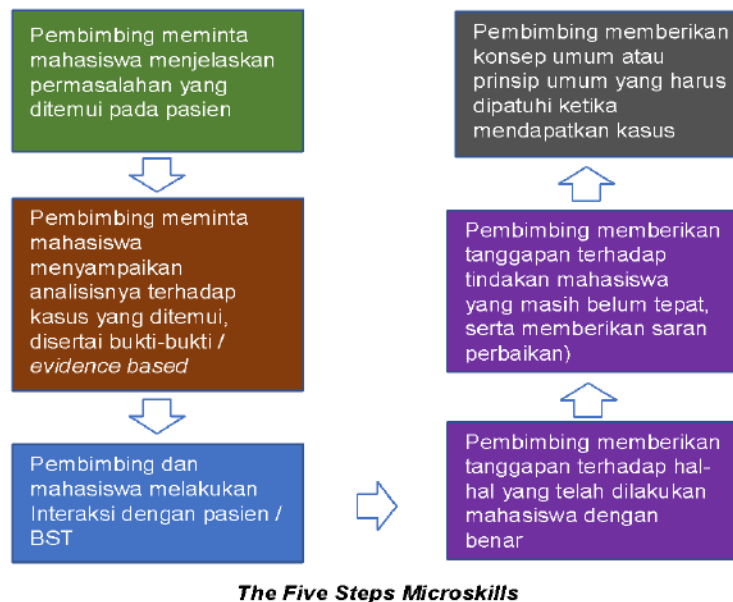 Pembimbing meminta
mahasiswa menjelaskan
permasalahan yang
ditemui pada pasien
Pembimbing meminta
mahasiswa
menyampaikan
analisisnya terhadap
kasus yang ditemui,
disertai bukti-bukti /
evidence based
Pembimbing dan
mahasiswa melakukan
Interaksi dengan pasien /
BST
Pembimbing memberikan
tanggapan terhadap hal-
hal yang telah dilakukan
mahasiswa dengan
benar
Pembimbing memberikan
tanggapan terhadap
tindakan mahasiswa
yang masih belum tepat,
serta memberikan saran
perbaikan)
Pembimbing memberikan
konsep umum atau
prinsip umum yang harus
dipatuhi ketika
mendapatkan kasus
The Five Steps Microskills